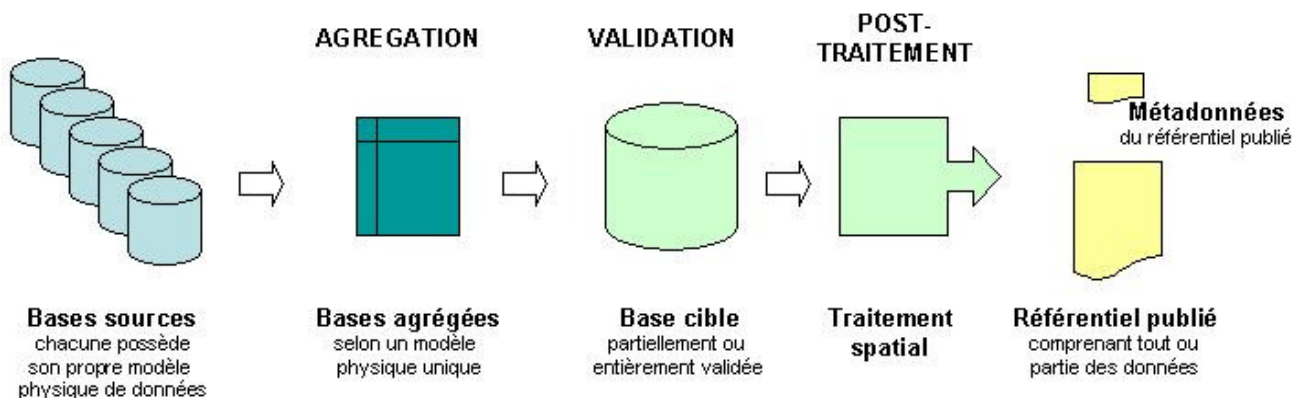 AGREGATION
VALIDATION
POST-
TRAITEMENT
Métadonnées
du référentiel publié
Bases sources
chacune possède
son propre modèle
physique de données
Bases agrégées
selon un modèle
physique unique
Base cible
partiellement ou
entièrement validée
Traitement
spatial
Référentiel publié
comprenant tout ou
partie des données